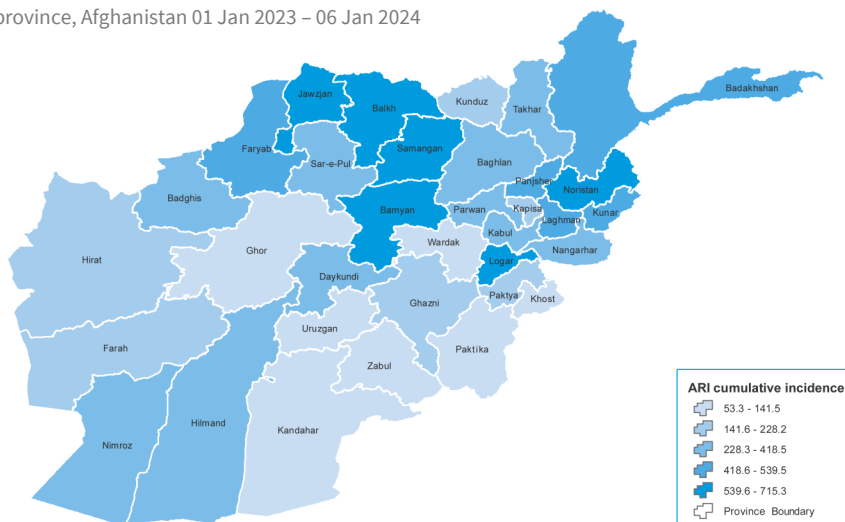 province, Afghanistan 01 Jan 2023 – 06 Jan 2024
Jawzjan
Balkh
Kunduz
Takhar
Badakhshan
Faryab
Samangan
Sar-e-Pul
Baghlan
Badghis
Panjsher
Noristan
Bamyan
Parwan
Kapisa
Laghman
Kunar
Hirat
Ghor
Wardak
Kabul
Nangarhar
Logar
Daykundi
Ghazni
Paktya
Khost
Uruzgan
Farah
Zabul
Paktika
Hilmand
Kandahar
Nimroz
ARI cumulative incidence
53.3 - 141.5
141.6 - 228.2
228.3 - 418.5
418.6 - 539.5
539.6 - 715.3
Province Boundary